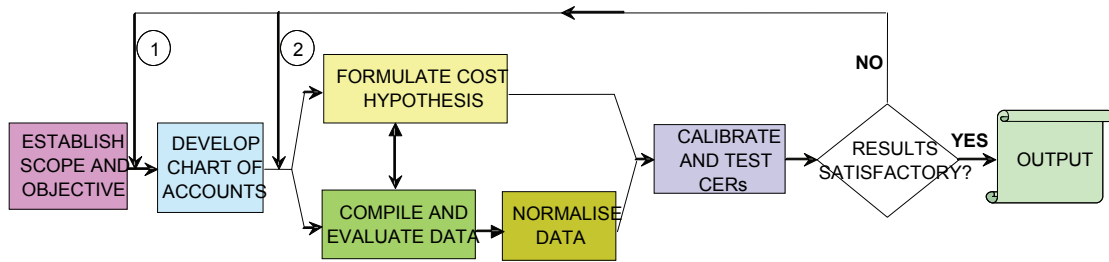 1
2
NO
FORMULATE COST
HYPOTHESIS
ESTABLISH
SCOPE AND
OBJECTIVE
DEVELOP
CHART OF
ACCOUNTS
CALIBRATE
AND TEST
CERs
RESULTS
SATISFACTORY?
YES
OUTPUT
COMPILE AND
EVALUATE DATA
NORMALISE
DATA